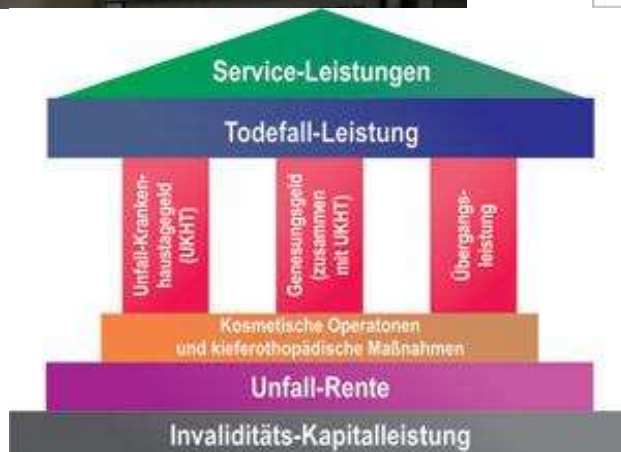 Service-Leistungen
Todefall-Leistung
Unfall-Kranken-
haustagegeld
(UKHT)
Genesungsgeld
(zusammen
mit UKHT)
Übergangs-
leistung
Kosmetische Operatonen
und kieferothopädische Maßnahmen
Unfall-Rente
Invaliditäts-Kapitalleistung